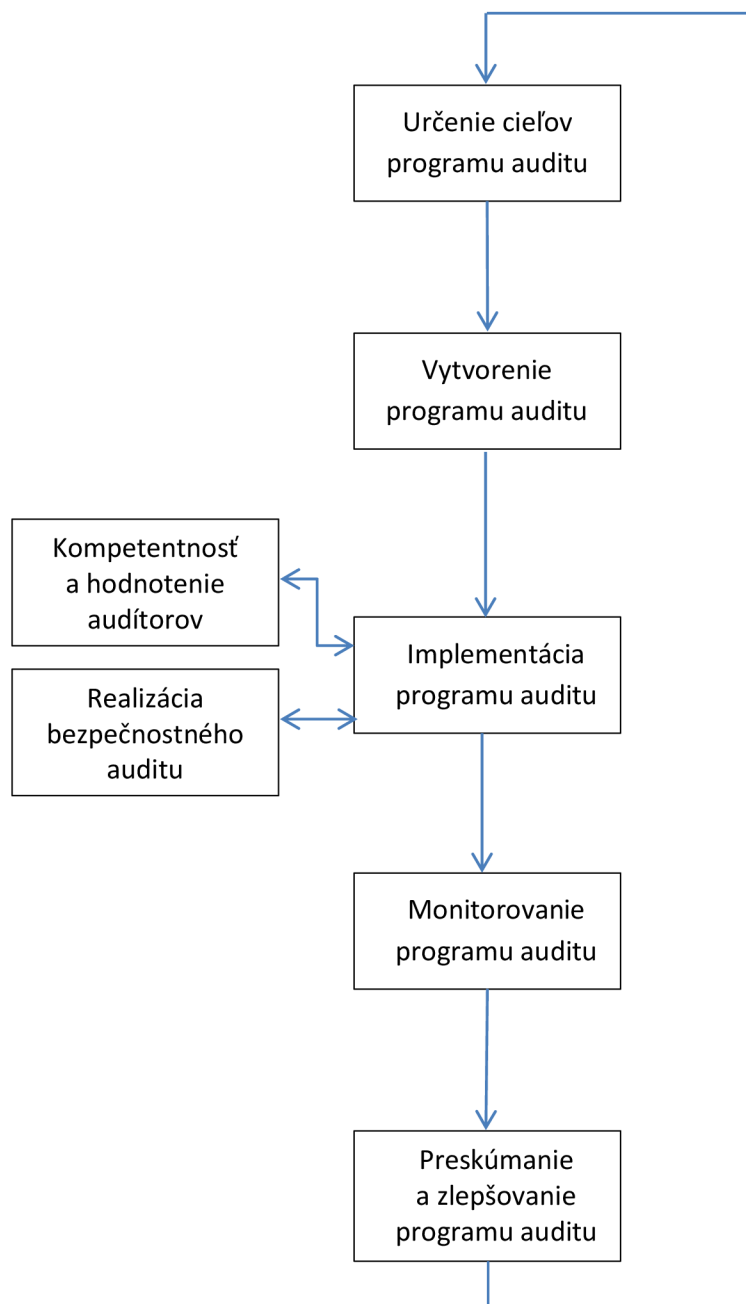 Určenie cieľov
programu auditu
Vytvorenie
programu auditu
Kompetentnosť
a hodnotenie
audítorov
Implementácia
programu auditu
Realizácia
bezpečnostného
auditu
Monitorovanie
programu auditu
Preskúmanie
a zlepšovanie
programu auditu